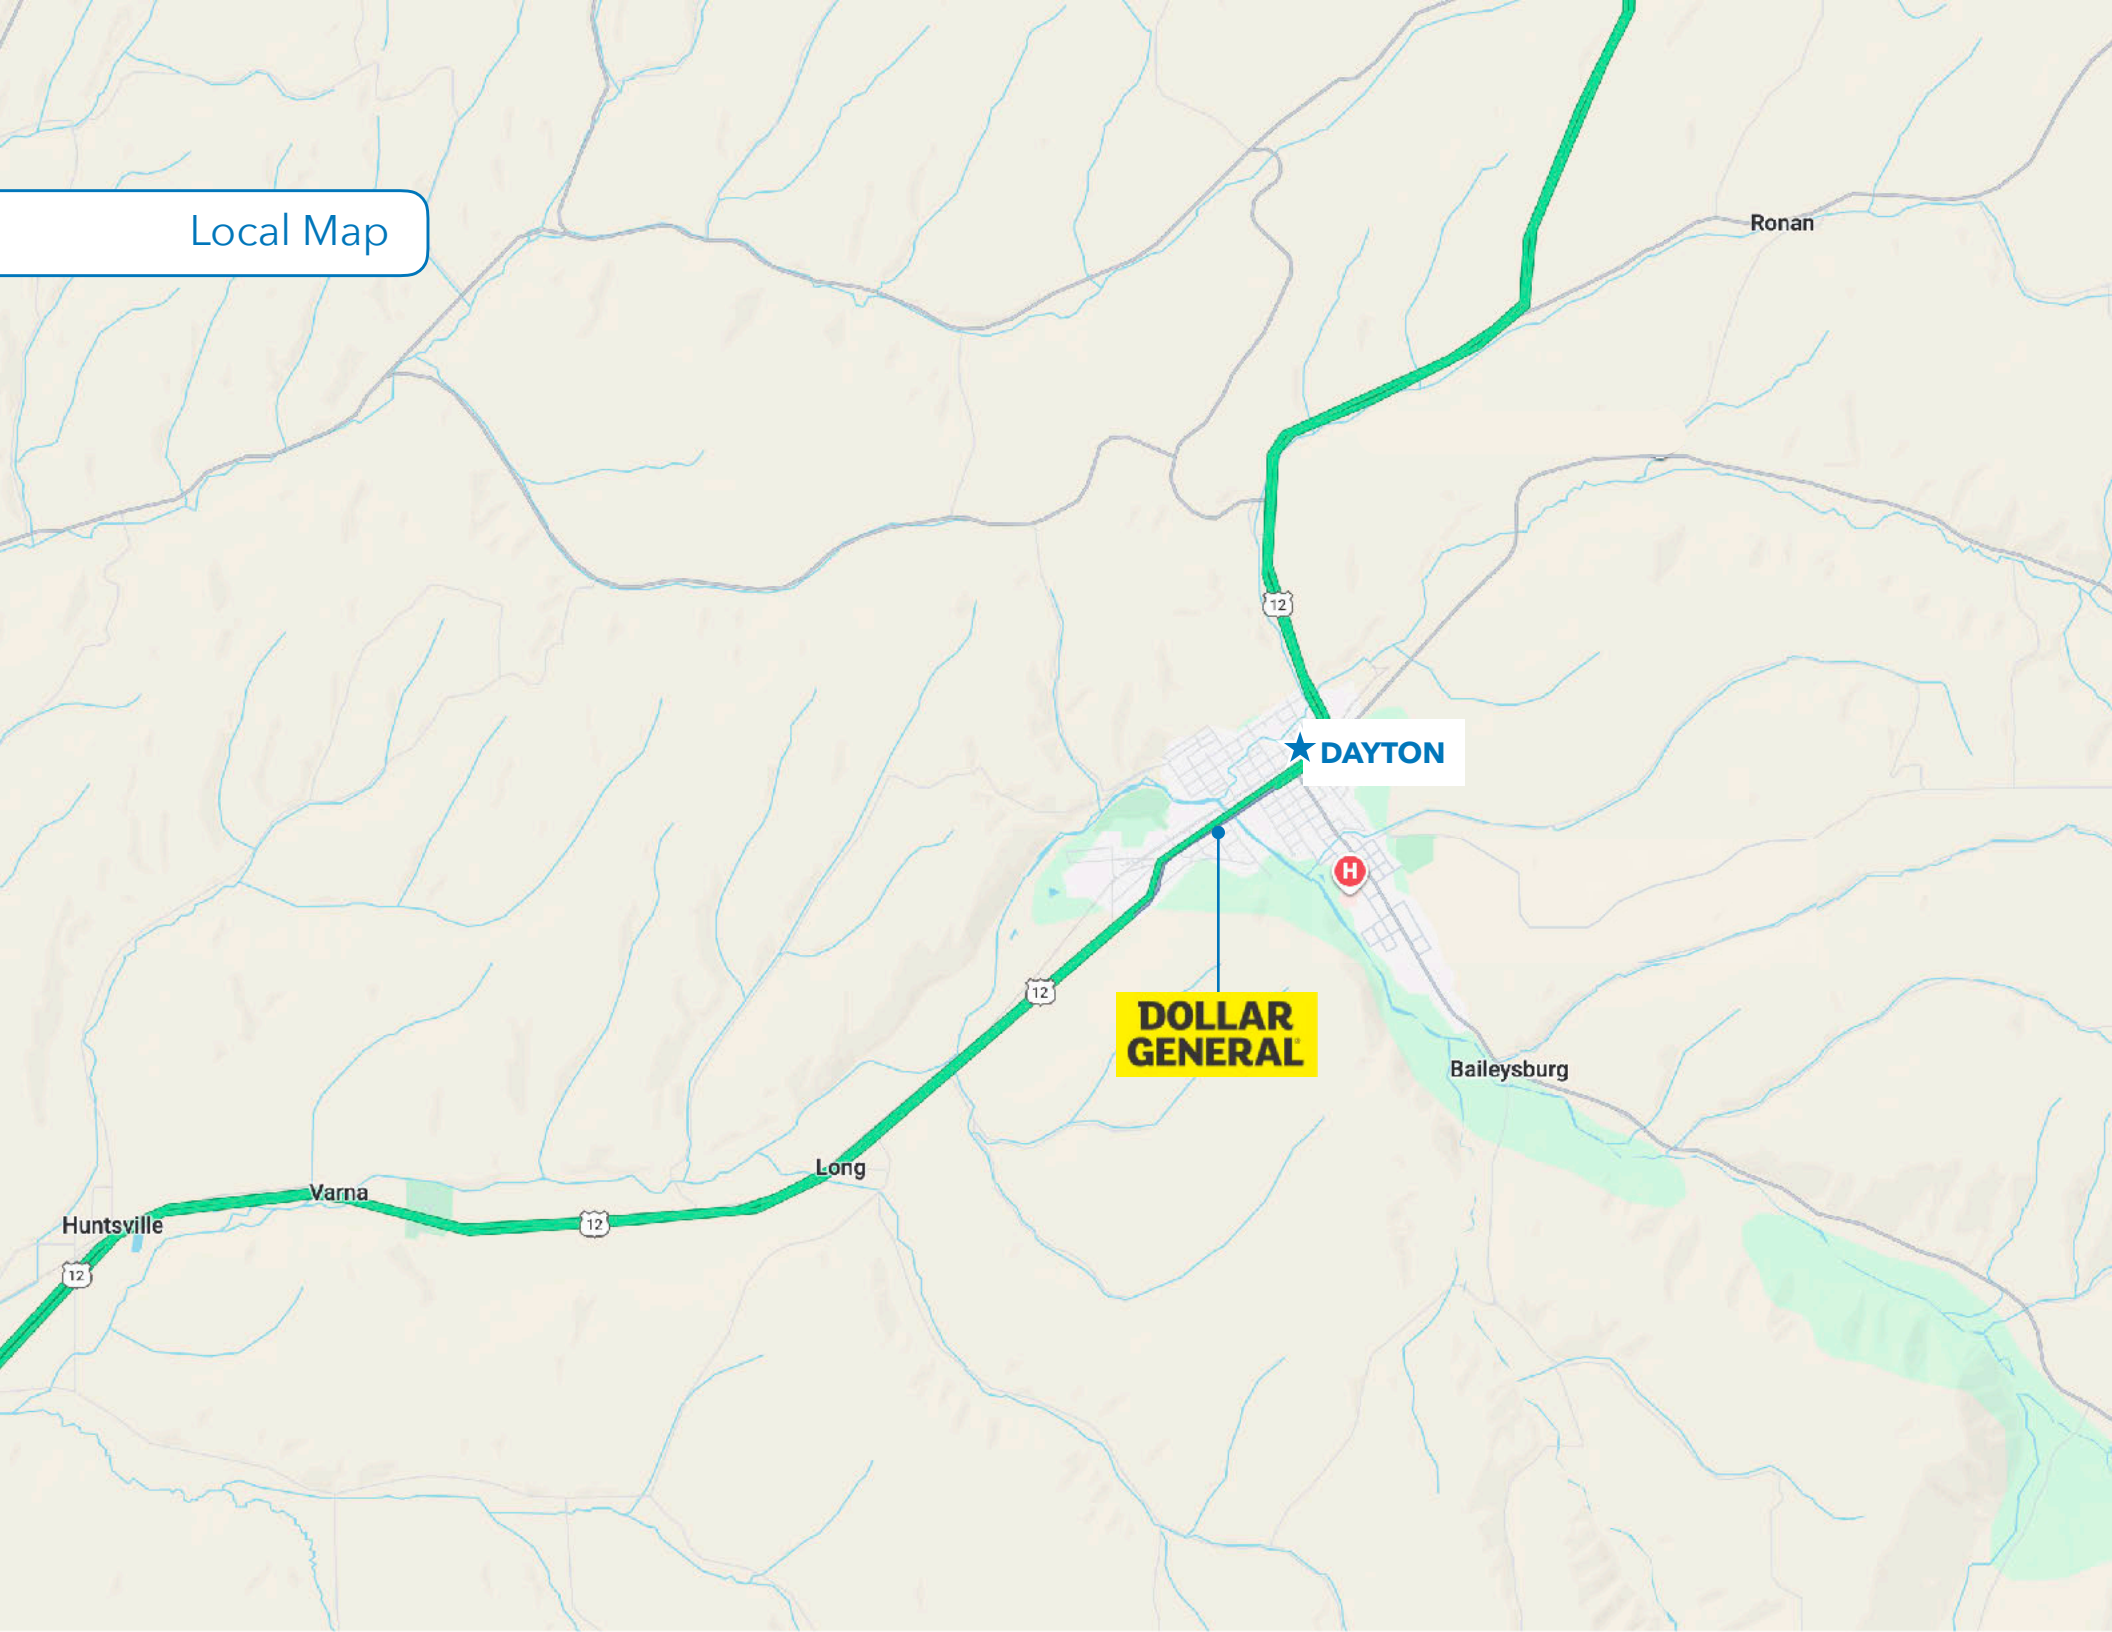 Local Map
Ronan
12
DAYTON
H
12
DOLLAR
GENERAL
Baileysburg
Long
Varna
Huntsville
12
12